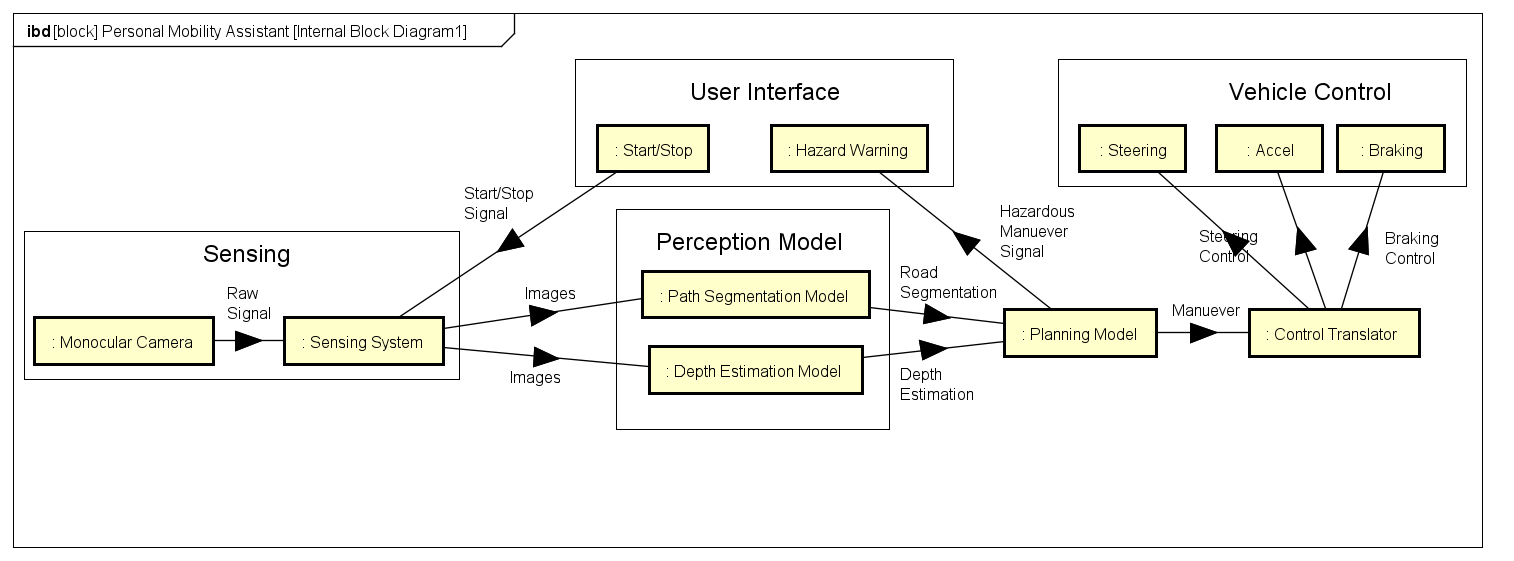 ibd [block] Personal Mobility Assistant [Internal Block Diagram1]
User Interface
: Start/Stop
: Hazard Warning
Vehicle Control
: Steering
: Accel
: Braking
Start/Stop
Signal
Hazardous
Manuever
Signal
Steering
Control
Braking
Control
Sensing
Raw
Signal
: Monocular Camera
: Sensing System
Images
Images
Perception Model
: Path Segmentation Model
: Depth Estimation Model
Road
Segmentation
Depth
Estimation
: Planning Model
Manuever
: Control Translator